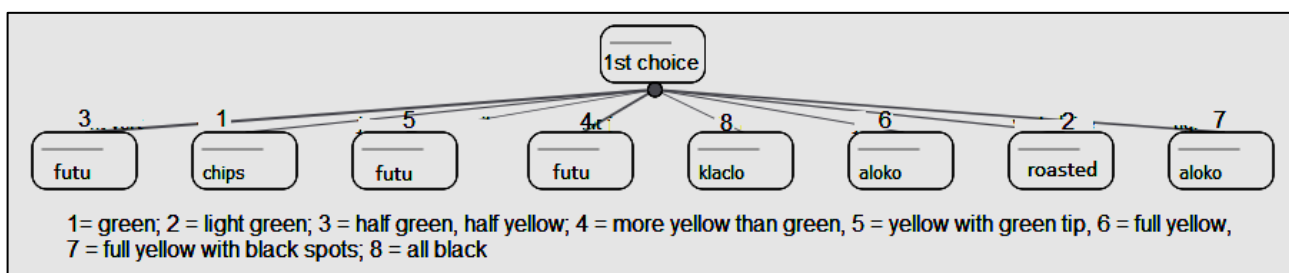 1st choice
3 1 5 4 8 6 2 7
futu chips futu futu klaclo aloko roasted aloko
1= green; 2 = light green; 3 = half green, half yellow; 4 = more yellow than green, 5 = yellow with green tip, 6 = full yellow,
7 = full yellow with black spots; 8 = all black